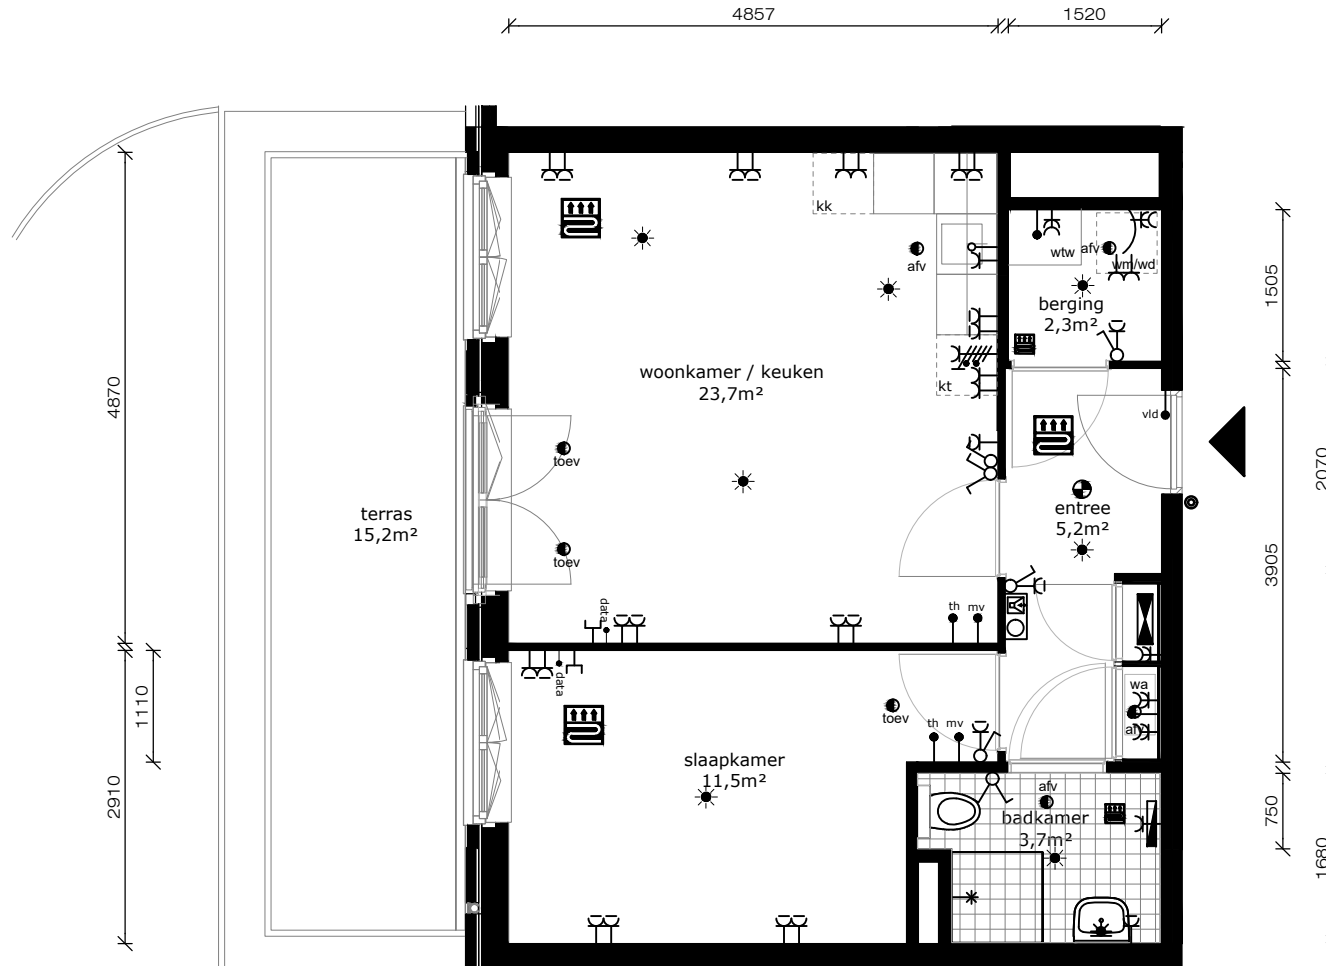 4857
1520
kk
wtw
afv
wm/wd
afv
berging
2,3m²
1505
woonkamer / keuken
23,7m²
kt
4870
vld
toev
2070
terras
15,2m²
entree
5,2m²
toev
3905
data
th
mv
data
wa
1110
toev
th
mv
afv
slaapkamer
11,5m²
2910
afv
badkamer
3,7m²
750
1680